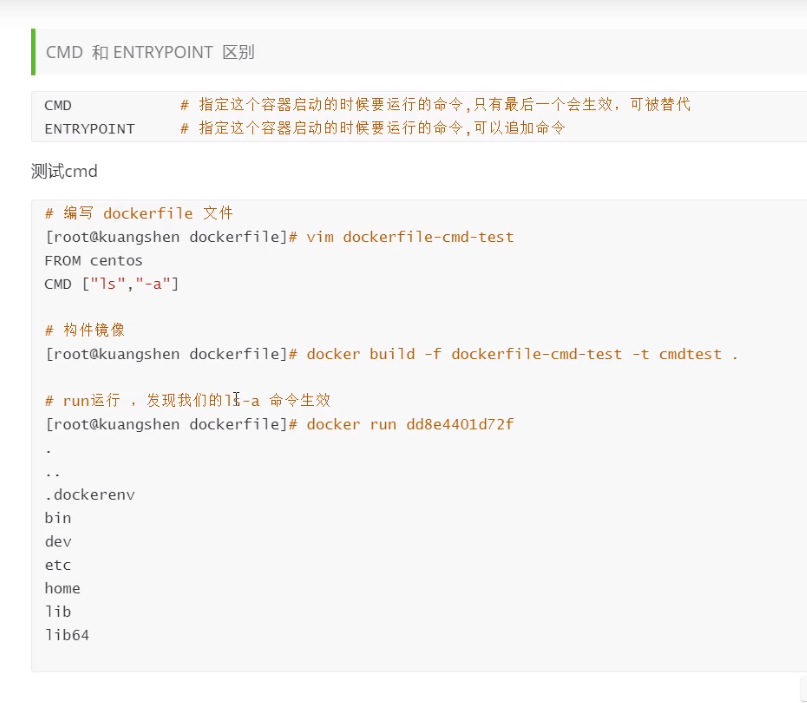 CMD 和 ENTRYPOINT 区别
CMD # 指定这个容器启动的时候要运行的命令,只有最后一个会生效，可被替代
ENTRYPOINT # 指定这个容器启动的时候要运行的命令,可以追加命令
测试cmd
# 编写 dockerfile 文件
[root@kuangshen dockerfile]# vim dockerfile-cmd-test
FROM centos
CMD ["ls","-a"]
# 构件镜像
[root@kuangshen dockerfile]# docker build -f dockerfile-cmd-test -t cmdtest .
# run运行 ，发现我们的ls -a 命令生效
[root@kuangshen dockerfile]# docker run dd8e4401d72f
.
..
.dockerenv
bin
dev
etc
home
lib
lib64